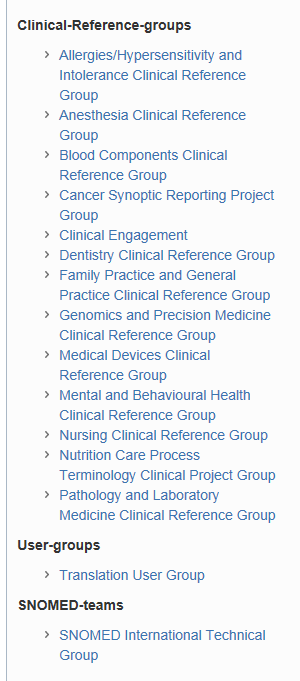 Clinical-Reference-groups
Allergies/Hypersensitivity and
Intolerance Clinical Reference
Group
Anesthesia Clinical Reference
Group
Blood Components Clinical
Reference Group
Cancer Synoptic Reporting Project
Group
Clinical Engagement
Dentistry Clinical Reference Group
Family Practice and General
Practice Clinical Reference Group
Genomics and Precision Medicine
Clinical Reference Group
Medical Devices Clinical
Reference Group
Mental and Behavioural Health
Clinical Reference Group
Nursing Clinical Reference Group
Nutrition Care Process
Terminology Clinical Project Group
Pathology and Laboratory
Medicine Clinical Reference Group
User-groups
Translation User Group
SNOMED-teams
SNOMED International Technical
Group